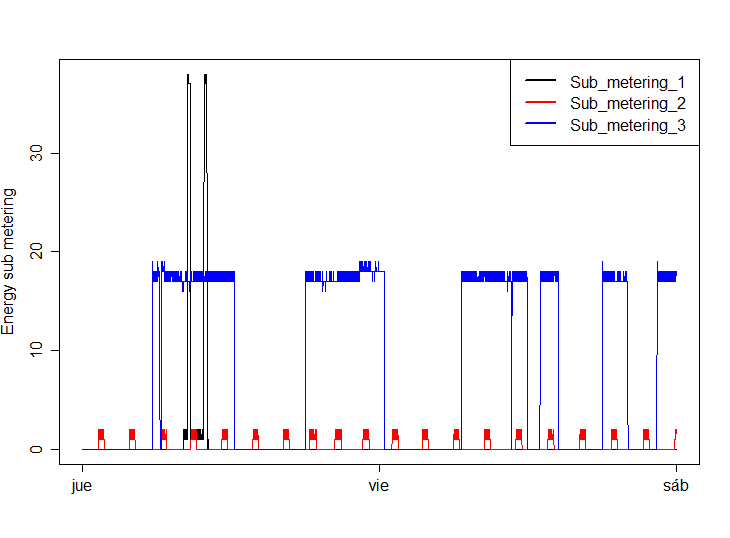 Sub_metering_1
Sub_metering_2
Sub_metering_3
Energy sub metering
30
20
10
0
jue vie sáb